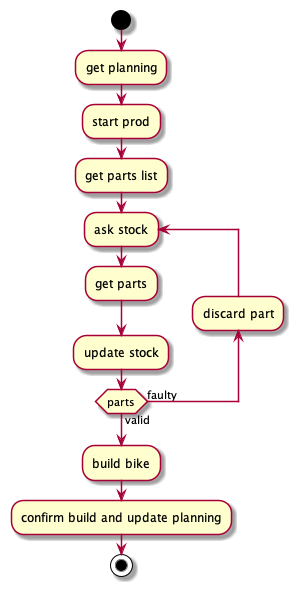 get planning
start prod
get parts list
ask stock
get parts
discard part
update stock
parts
faulty
valid
build bike
confirm build and update planning